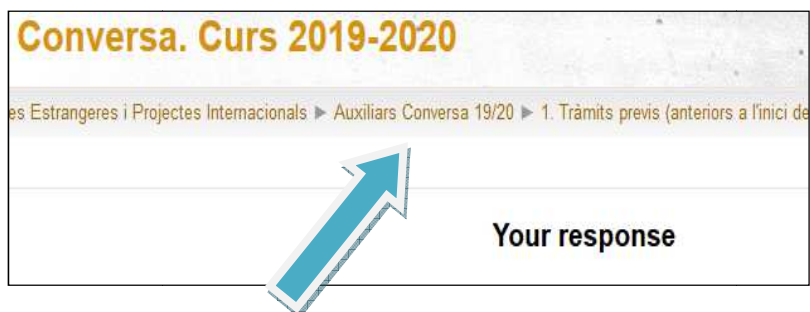 Conversa. Curs 2019-2020
es Estrangeres i Projectes Internacionals ► Auxiliars Conversa 19/20 ► 1. Tràmits previs (anteriors a l'inici de
Your response